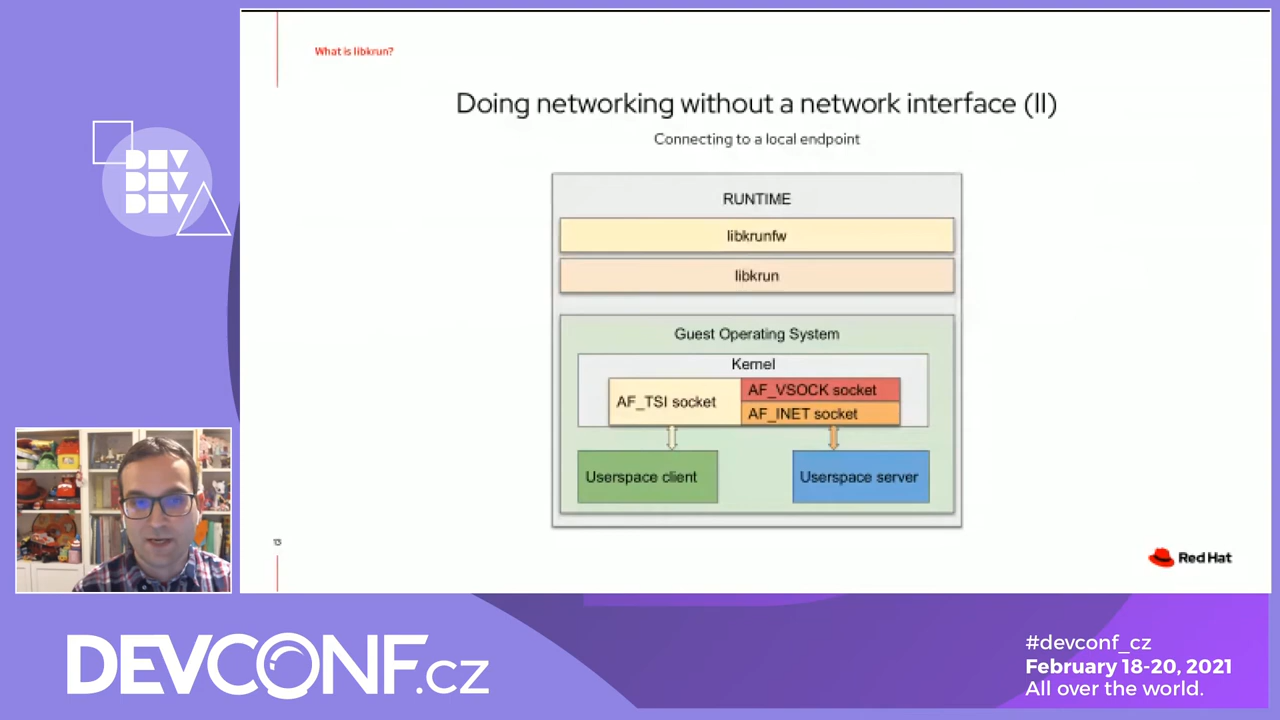 What is libkrun?
Doing networking without a network interface (II)
Connecting to a local endpoint
RUNTIME
libkrunfw
libkrun
Guest Operating System
Kernel
AF_TSI socket
AF_VSOCK socket
AF_INET socket
Userspace client
Userspace server
13
Red Hat
DEV
DEV
DEV
DEVCONF.cz
#devconf_cz
February 18-20, 2021
All over the world.